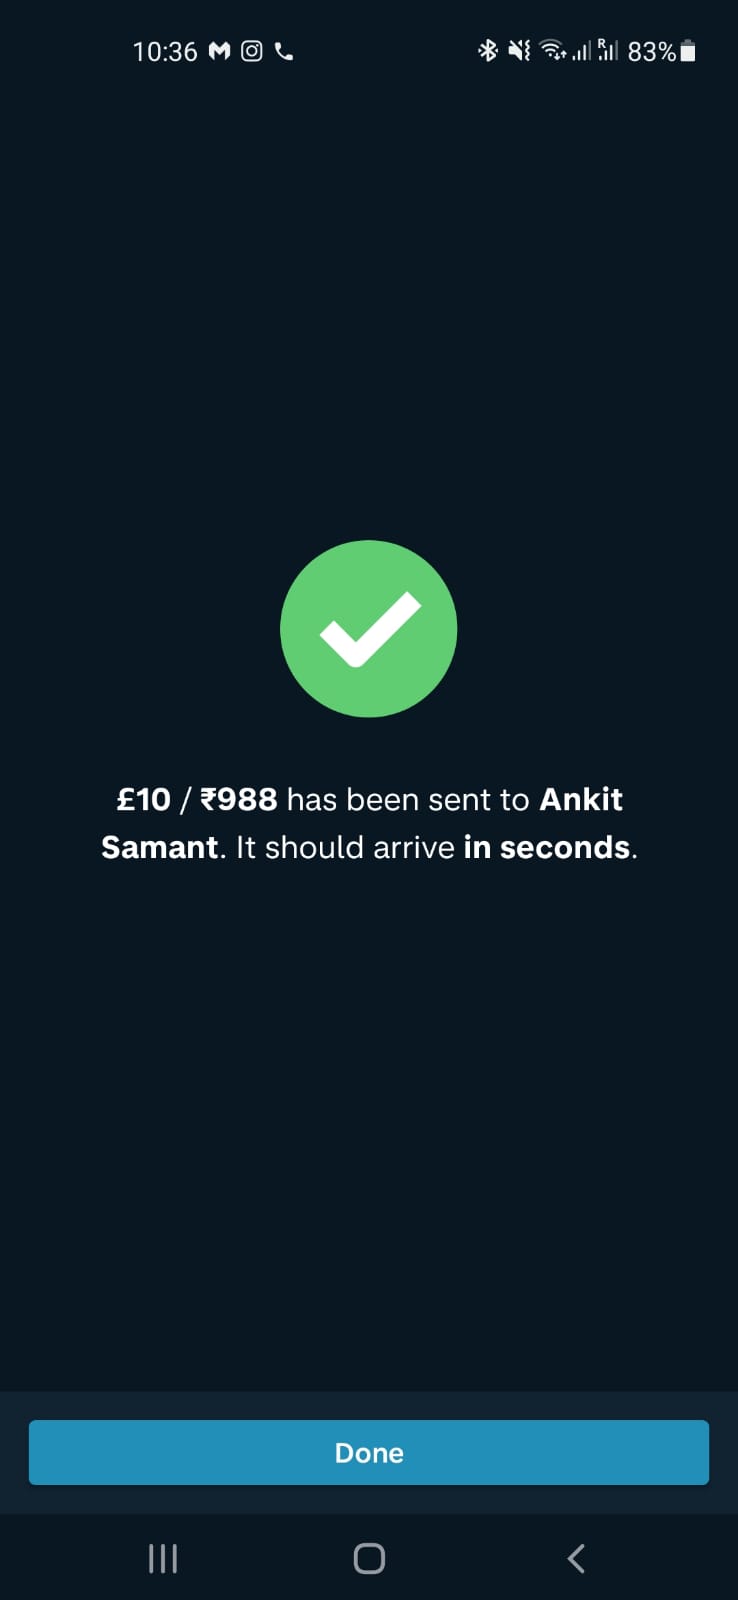 10:36
R
83%
£10 / ₹988 has been sent to Ankit
Samant. It should arrive in seconds.
Done